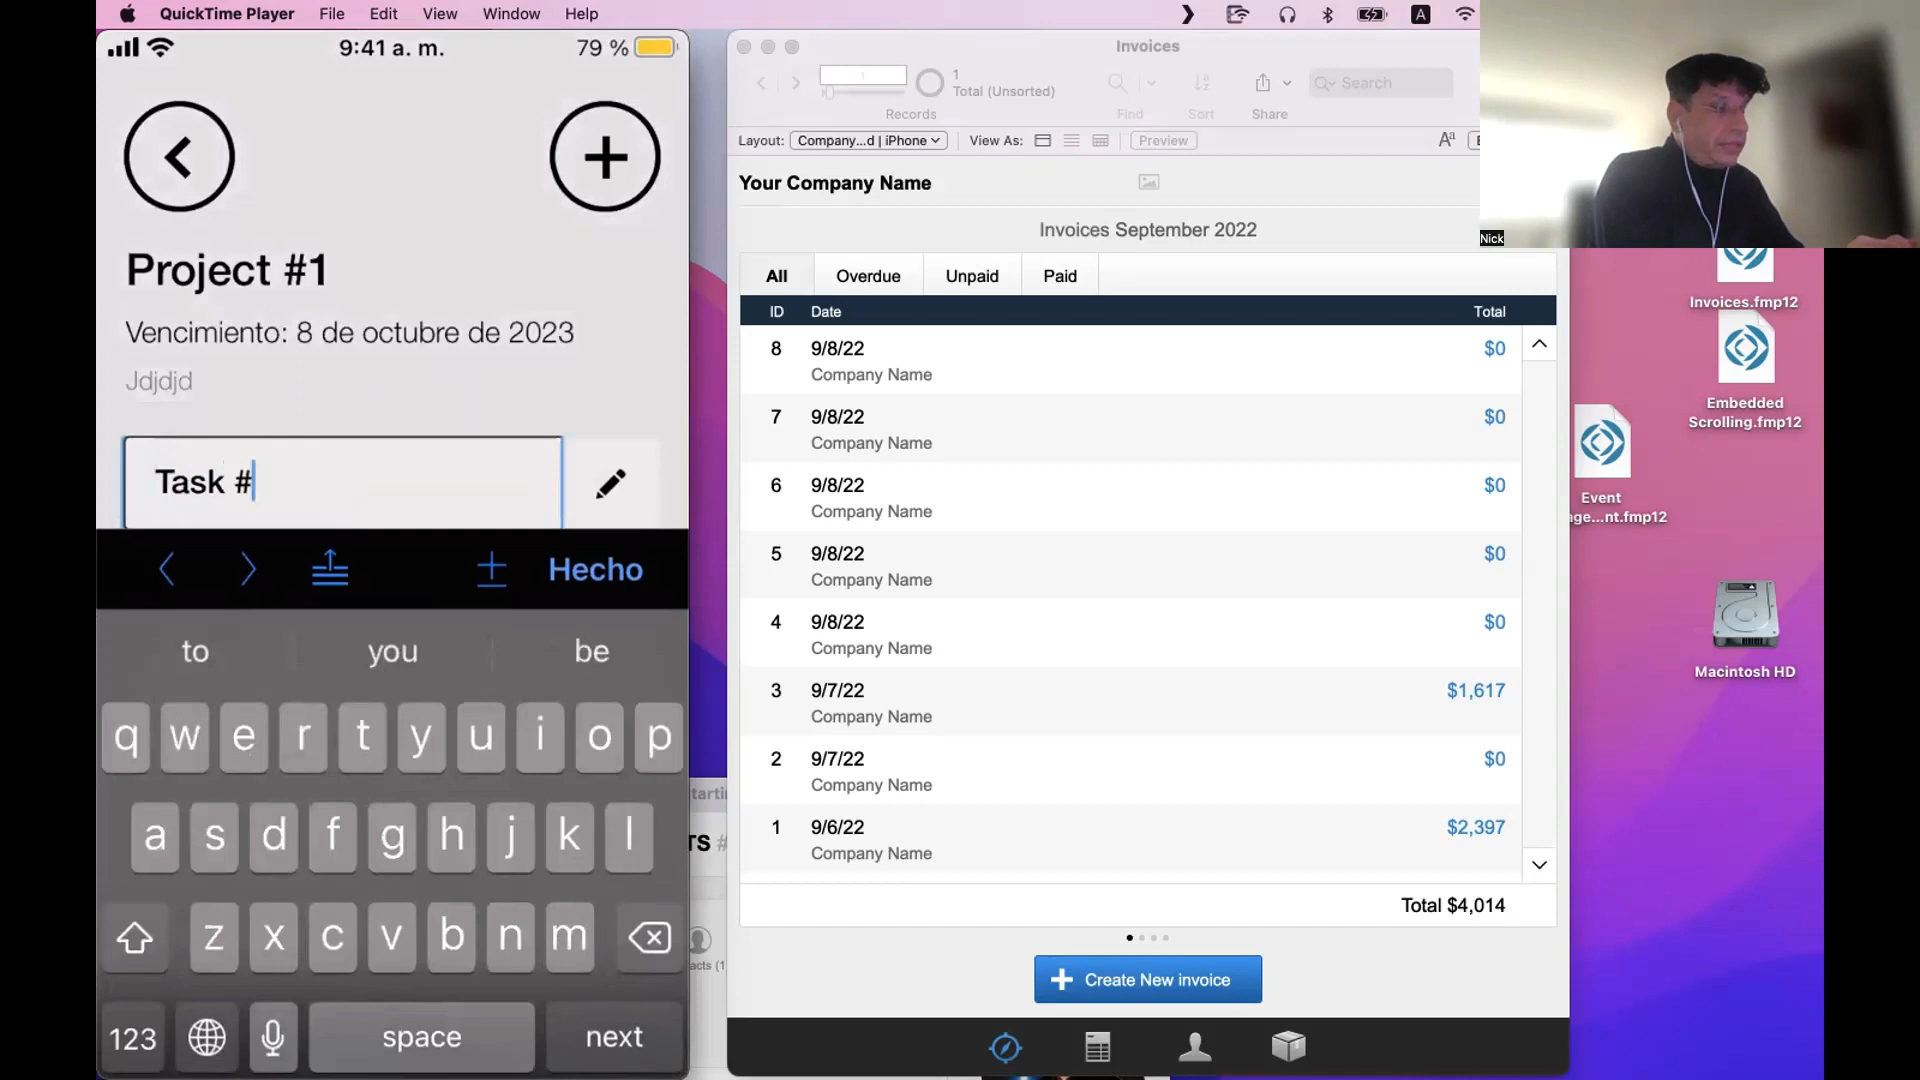 QuickTime Player File Edit View Window Help
A
9:41 a. m.
79 %
Project #1
Vencimiento: 8 de octubre de 2023
Jdjdjd
Task #
Hecho
to you be
q w e r t y u i o p
a s d f g h j k l
z x c v b n m
123 space next
Invoices
1
1
Total (Unsorted)
Search
Records Find Sort Share
Layout: Company...d | iPhone View As: Preview
Your Company Name
Invoices September 2022
All Overdue Unpaid Paid
ID Date Total
8 9/8/22 $0
Company Name
7 9/8/22 $0
Company Name
6 9/8/22 $0
Company Name
5 9/8/22 $0
Company Name
4 9/8/22 $0
Company Name
3 9/7/22 $1,617
Company Name
2 9/7/22 $0
Company Name
1 9/6/22 $2,397
Company Name
Total $4,014
Create New invoice
Nick
Invoices.fmp12
Embedded
Scrolling.fmp12
Event
age...nt.fmp12
Macintosh HD